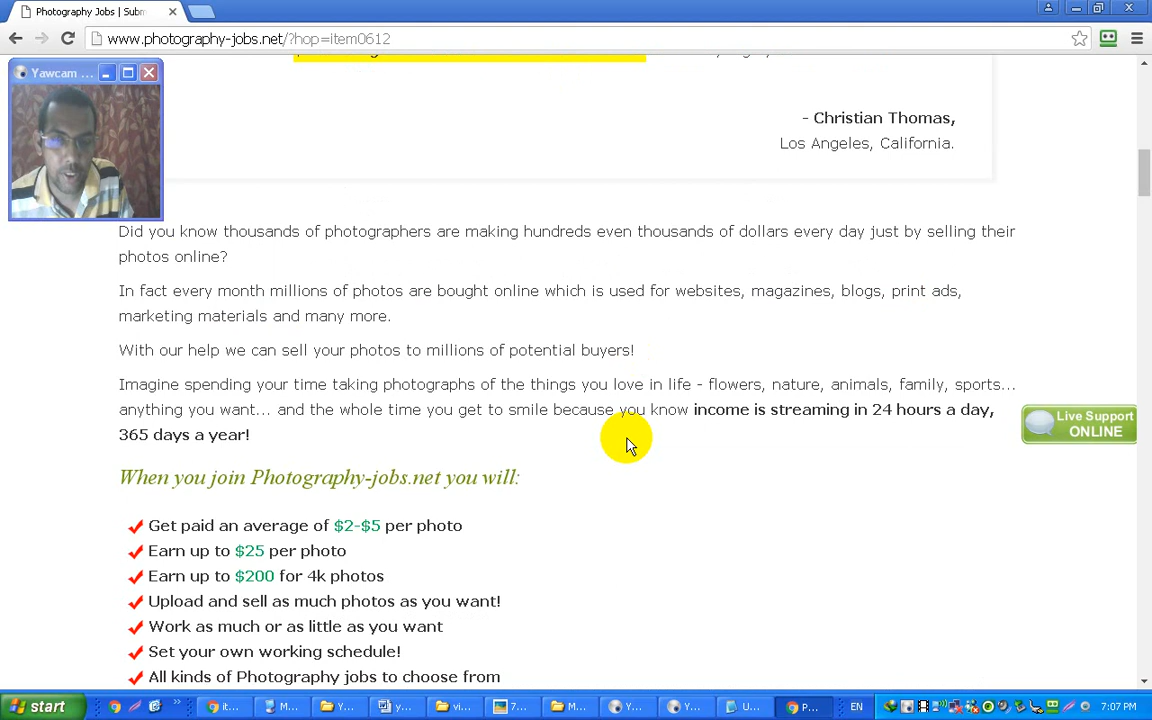 Photography Jobs | Subm
www.photography-jobs.net/?hop=item0612
Yawcam ...
- Christian Thomas,
Los Angeles, California.
Did you know thousands of photographers are making hundreds even thousands of dollars every day just by selling their
photos online?
In fact every month millions of photos are bought online which is used for websites, magazines, blogs, print ads,
marketing materials and many more.
With our help we can sell your photos to millions of potential buyers!
Imagine spending your time taking photographs of the things you love in life - flowers, nature, animals, family, sports...
anything you want... and the whole time you get to smile because you know income is streaming in 24 hours a day,
365 days a year!
Live Support
ONLINE
When you join Photography-jobs.net you will:
Get paid an average of $2-$5 per photo
Earn up to $25 per photo
Earn up to $200 for 4k photos
Upload and sell as much photos as you want!
Work as much or as little as you want
Set your own working schedule!
All kinds of Photography jobs to choose from
start
it...
M...
Y...
y...
vi...
7...
M...
Y...
Y...
U...
P...
EN
7:07 PM